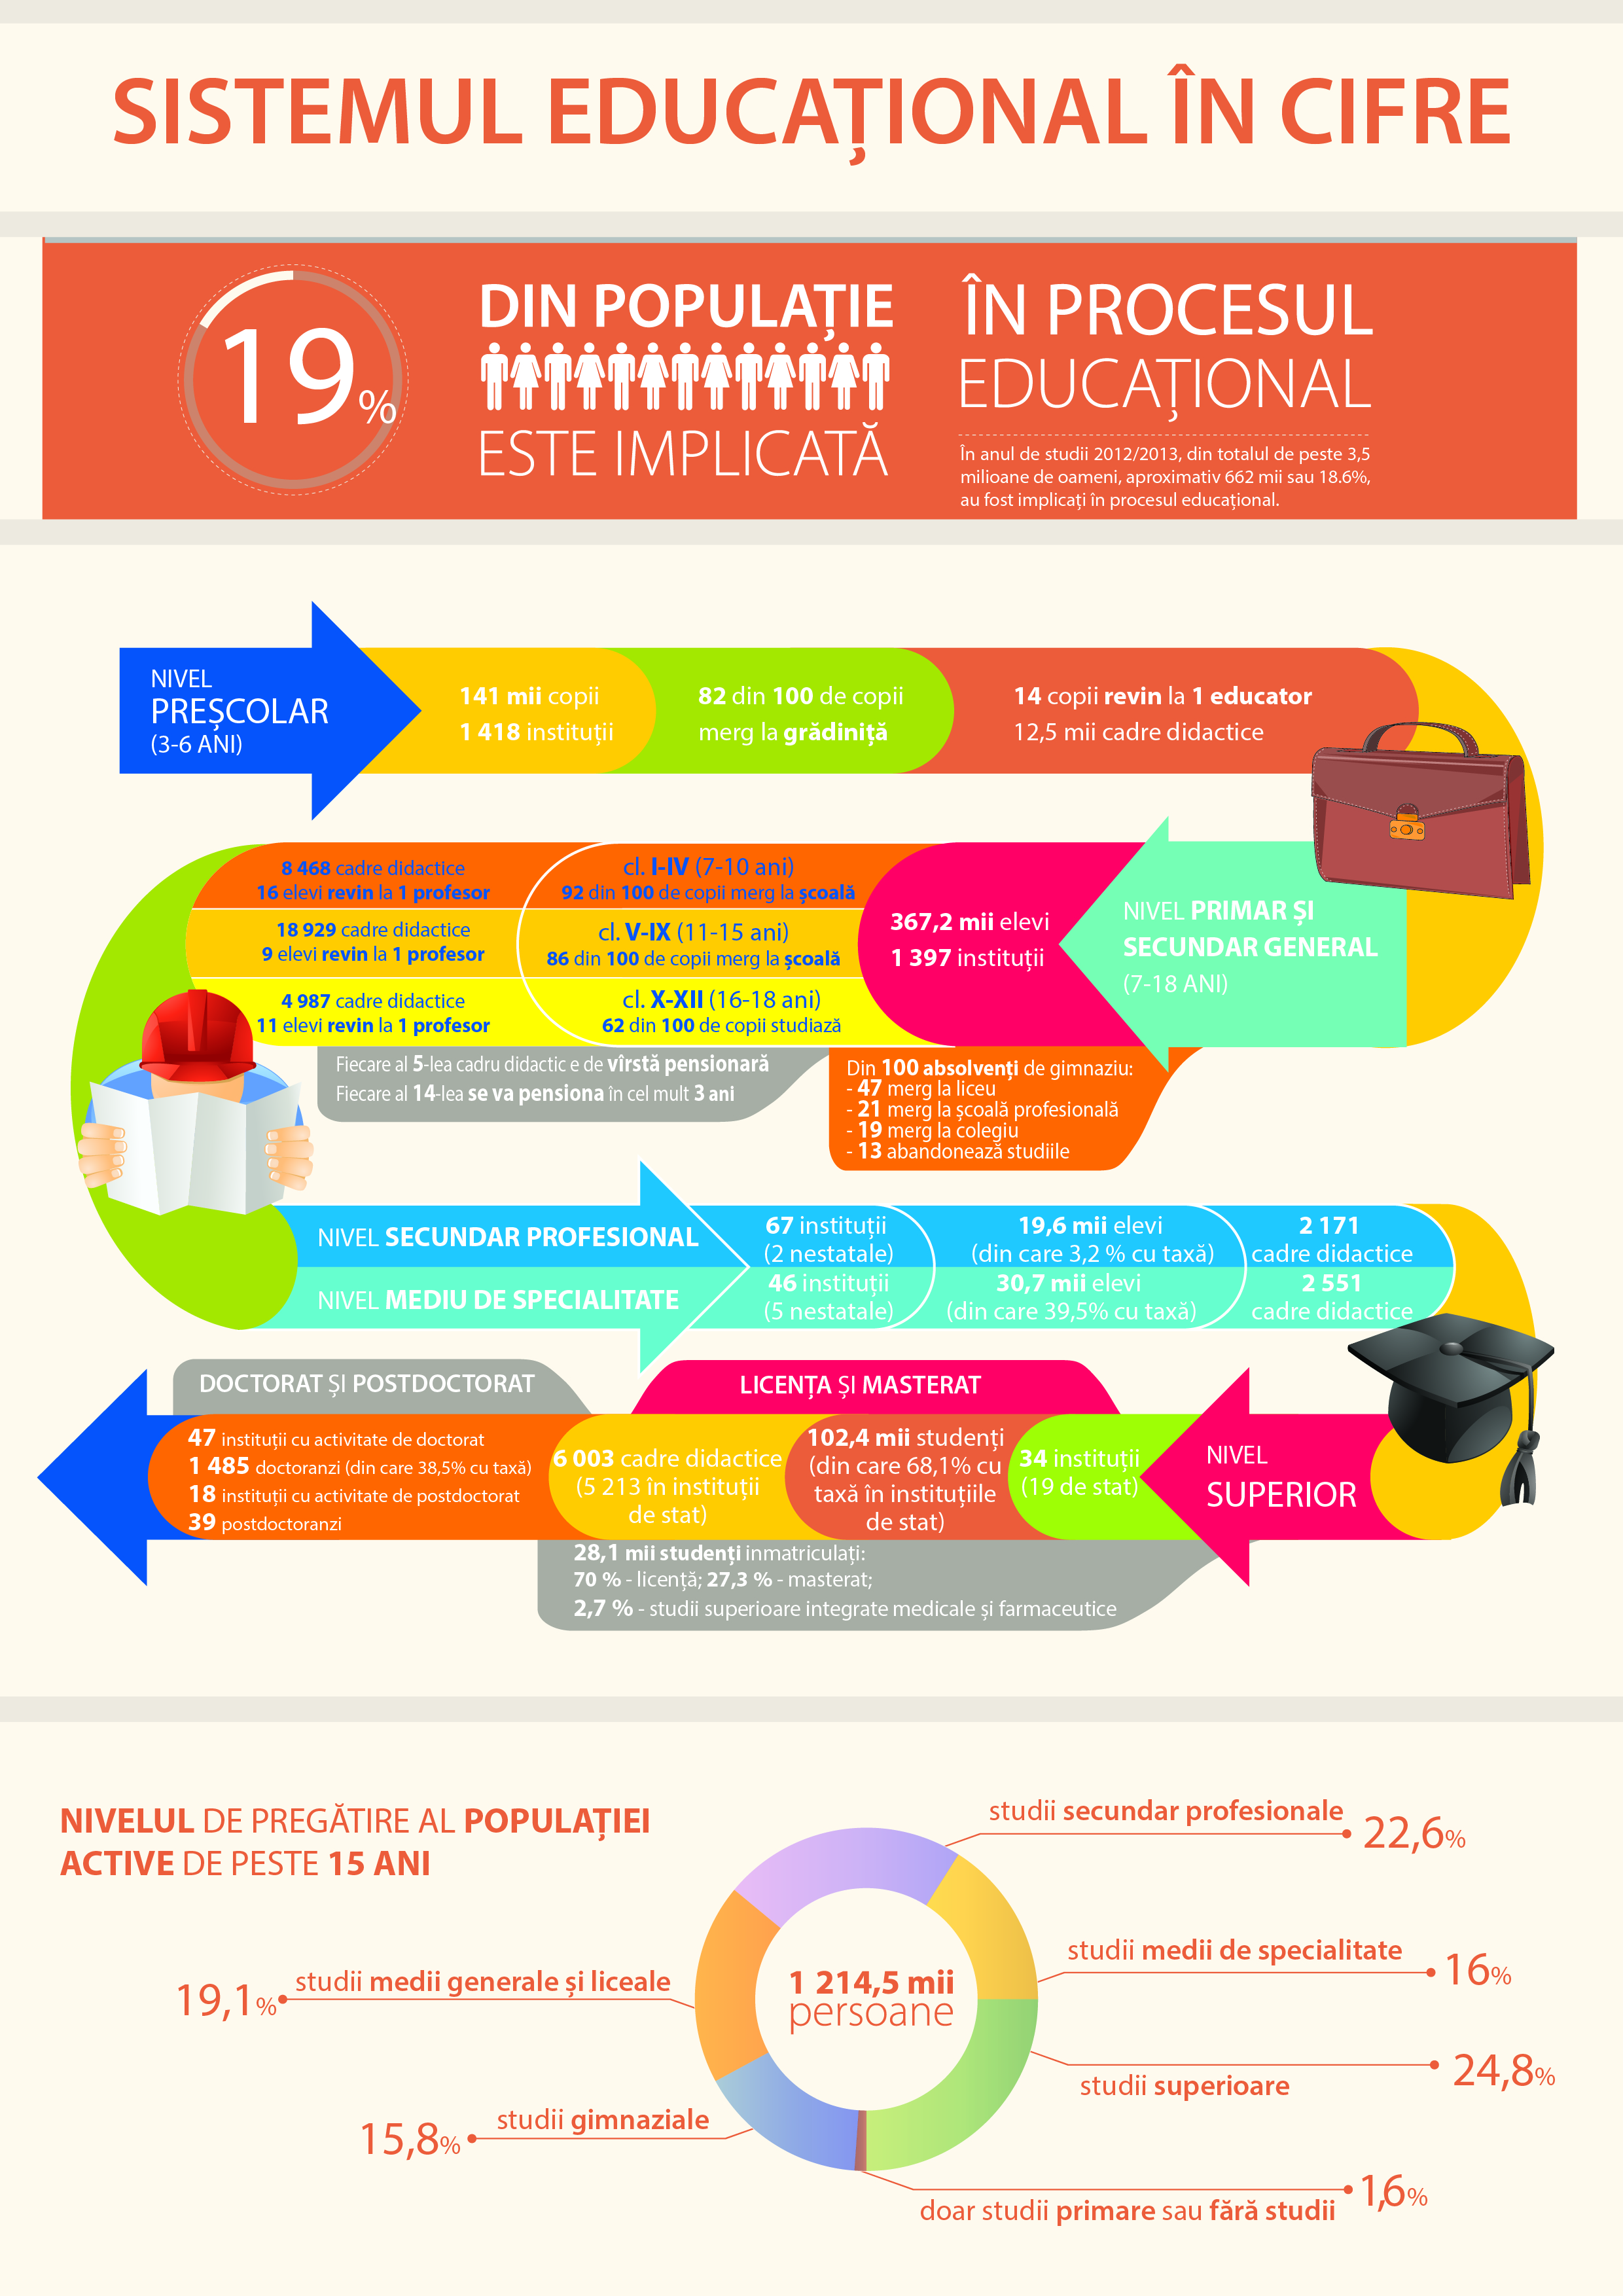 SISTEMUL EDUCAȚIONAL ÎN CIFRE
19%
DIN POPULAȚIE
ESTE IMPLICATĂ
ÎN PROCESUL
EDUCAȚIONAL
În anul de studii 2012/2013, din totalul de peste 3,5
milioane de oameni, aproximativ 662 mii sau 18.6%,
au fost implicați în procesul educațional.
NIVEL
PREȘCOLAR
(3-6 ANI)
141 mii copii
1 418 instituții
82 din 100 de copii
merg la grădiniță
14 copii revin la 1 educator
12,5 mii cadre didactice
NIVEL PRIMAR ȘI
SECUNDAR GENERAL
(7-18 ANI)
367,2 mii elevi
1 397 instituții
cl. I-IV (7-10 ani)
92 din 100 de copii merg la școală
8 468 cadre didactice
16 elevi revin la 1 profesor
cl. V-IX (11-15 ani)
86 din 100 de copii merg la școală
18 929 cadre didactice
9 elevi revin la 1 profesor
cl. X-XII (16-18 ani)
62 din 100 de copii studiază
4 987 cadre didactice
11 elevi revin la 1 profesor
Fiecare al 5-lea cadru didactic e de vîrstă pensionară
Fiecare al 14-lea se va pensiona în cel mult 3 ani
Din 100 absolvenți de gimnaziu:
- 47 merg la liceu
- 21 merg la școală profesională
- 19 merg la colegiu
- 13 abandonează studiile
NIVEL SECUNDAR PROFESIONAL
67 instituții
(2 nestatale)
19,6 mii elevi
(din care 3,2 % cu taxă)
2 171
cadre didactice
NIVEL MEDIU DE SPECIALITATE
46 instituții
(5 nestatale)
30,7 mii elevi
(din care 39,5% cu taxă)
2 551
cadre didactice
NIVEL
SUPERIOR
LICENȚA ȘI MASTERAT
34 instituții
(19 de stat)
102,4 mii studenți
(din care 68,1% cu
taxă în instituțiile
de stat)
6 003 cadre didactice
(5 213 în instituții
de stat)
28,1 mii studenți inmatriculați:
70 % - licență; 27,3 % - masterat;
2,7 % - studii superioare integrate medicale și farmaceutice
DOCTORAT ȘI POSTDOCTORAT
47 instituții cu activitate de doctorat
1 485 doctoranzi (din care 38,5% cu taxă)
18 instituții cu activitate de postdoctorat
39 postdoctoranzi
NIVELUL DE PREGĂTIRE AL POPULAȚIEI
ACTIVE DE PESTE 15 ANI
1 214,5 mii
persoane
studii secundar profesionale
22,6%
studii medii de specialitate
16%
studii superioare
24,8%
doar studii primare sau fără studii
1,6%
studii gimnaziale
15,8%
studii medii generale și liceale
19,1%